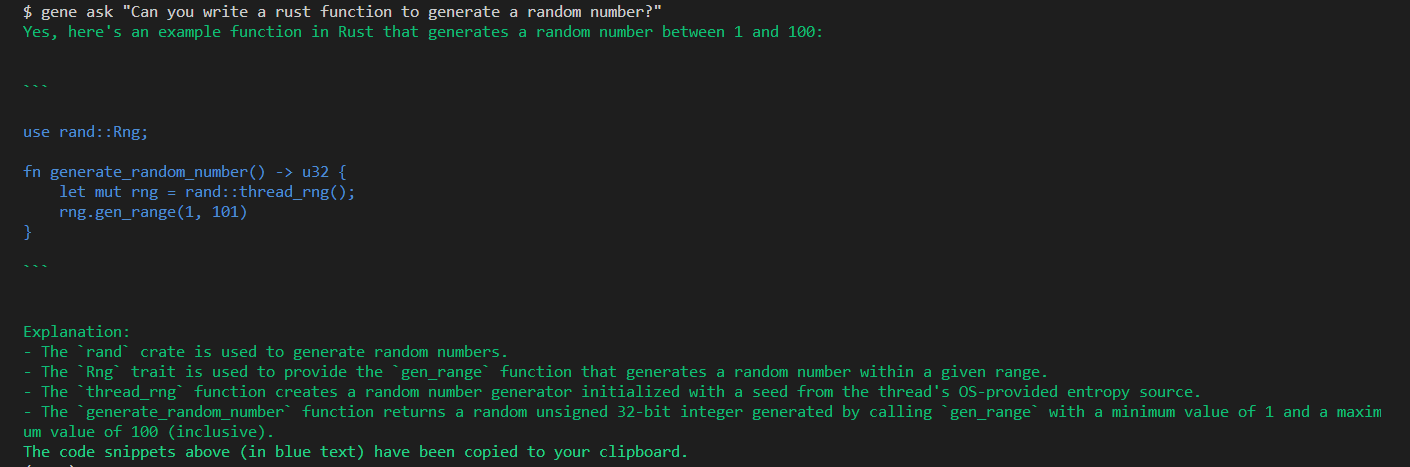 $ gene ask "Can you write a rust function to generate a random number?"
Yes, here's an example function in Rust that generates a random number between 1 and 100:
```
use rand::Rng;
fn generate_random_number() -> u32 {
    let mut rng = rand::thread_rng();
    rng.gen_range(1, 101)
}
```
Explanation:
- The `rand` crate is used to generate random numbers.
- The `Rng` trait is used to provide the `gen_range` function that generates a random number within a given range.
- The `thread_rng` function creates a random number generator initialized with a seed from the thread's OS-provided entropy source.
- The `generate_random_number` function returns a random unsigned 32-bit integer generated by calling `gen_range` with a minimum value of 1 and a maxim
um value of 100 (inclusive).
The code snippets above (in blue text) have been copied to your clipboard.